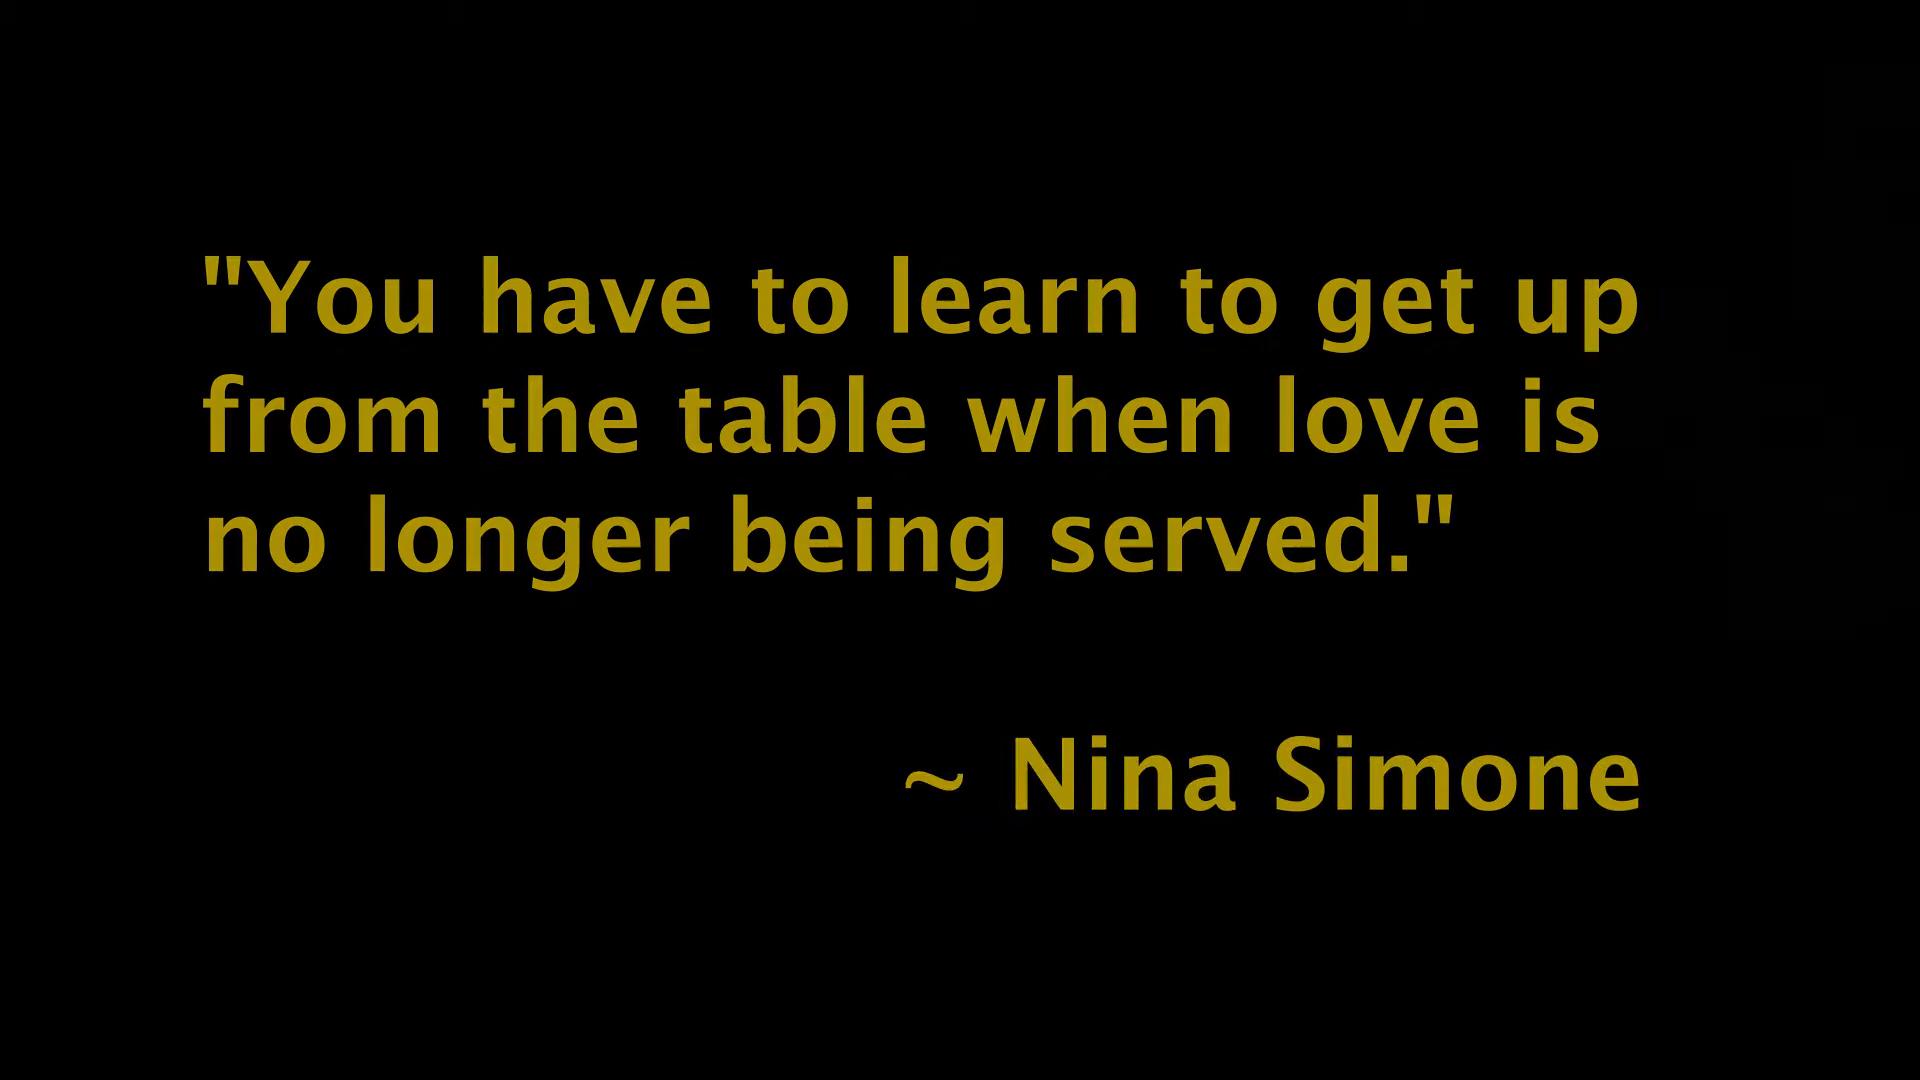 "You have to learn to get up
from the table when love is
no longer being served."
~ Nina Simone